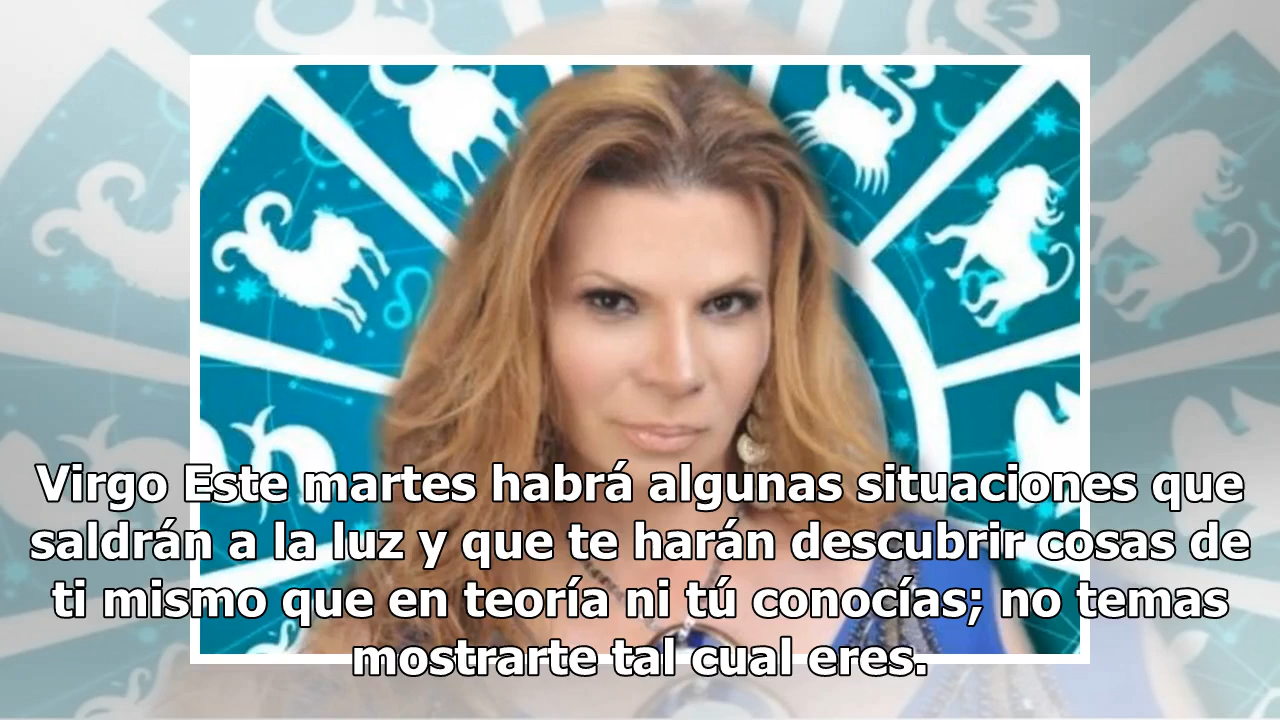 Virgo Este martes habrá algunas situaciones que
saldrán a la luz y que te harán descubrir cosas de
ti mismo que en teoría ni tú conocías; no temas
mostrarte tal cual eres.